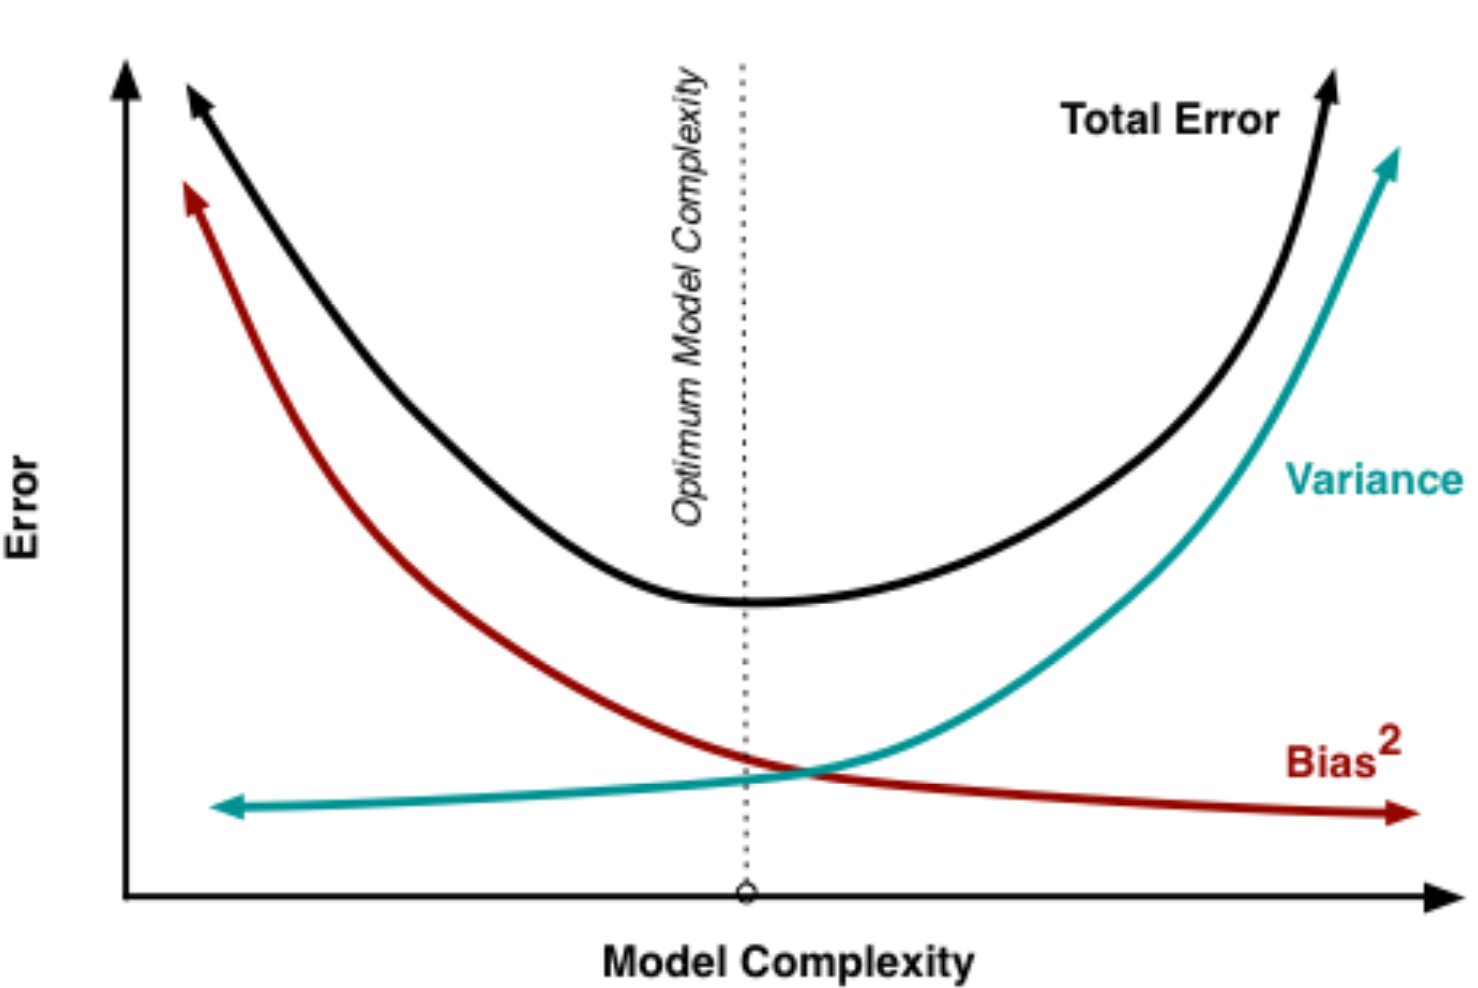 Optimum Model Complexity
Total Error
Error
Variance
Bias²
Model Complexity